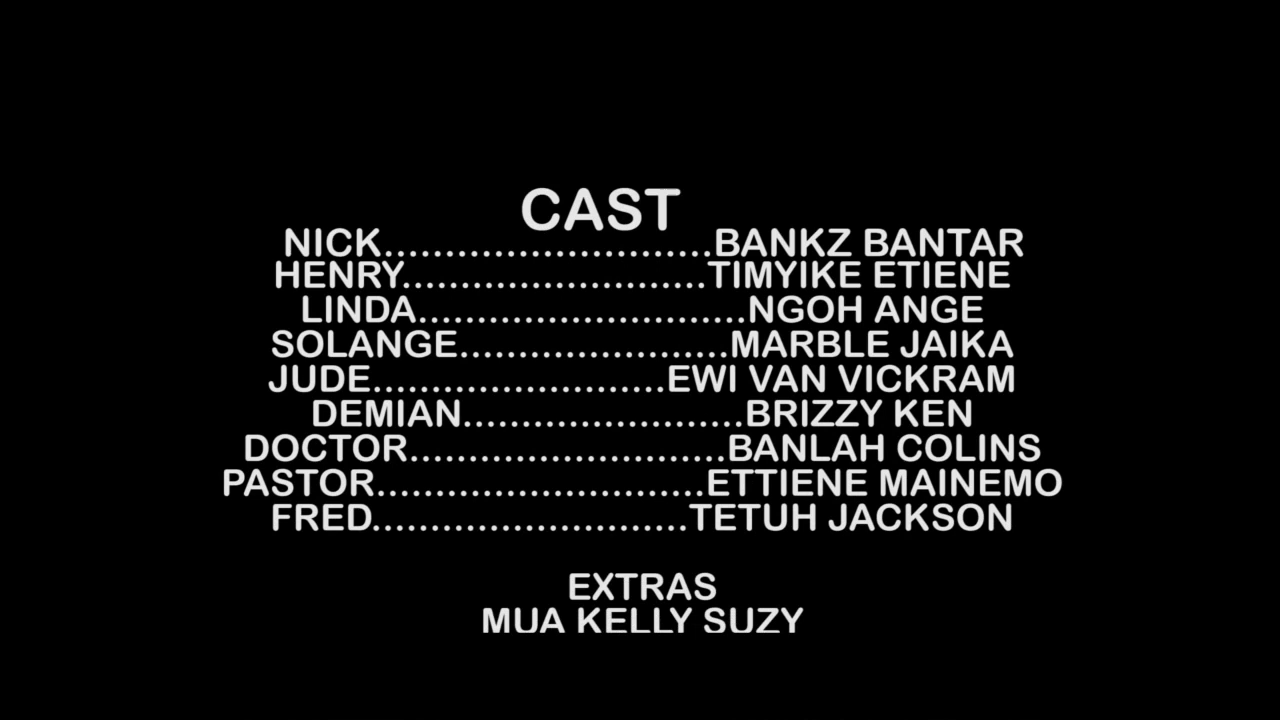 CAST
NICK............................BANKZ BANTAR
HENRY..........................TIMYIKE ETIENE
LINDA............................NGOH ANGE
SOLANGE.......................MARBLE JAIKA
JUDE.........................EWI VAN VICKRAM
DEMIAN........................BRIZZY KEN
DOCTOR...........................BANLAH COLINS
PASTOR............................ETTIENE MAINEMO
FRED...........................TETUH JACKSON
EXTRAS
MUA KELLY SUZY